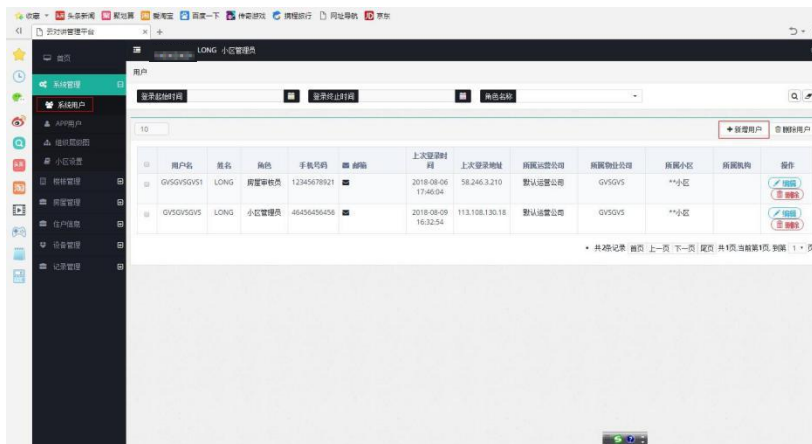 收藏 头条新闻 聚划算 爱淘宝 百度一下 传奇游戏 携程旅行 网址导航 京东
云对讲管理平台
LONG 小区管理员
首页
系统管理
系统用户
APP用户
组织层级图
小区设置
房屋管理
住户信息
设备管理
记录管理
用户
登录起始时间 登录终止时间 角色名称
10 新增用户 删除用户
用户名 姓名 角色 手机号码 邮箱 上次登录时间 上次登录地址 所属运营公司 所属物业公司 所属小区 所属机构 操作
GVSGVSGVS1 LONG 房屋审核员 12345678921 2018-08-06 17:46:04 58.246.3.210 默认运营公司 GVSGVS **小区 编辑 删除
GVSGVSGVS LONG 小区管理员 46456456456 2018-08-09 16:32:54 113.108.130.18 默认运营公司 GVSGVS **小区 编辑 删除
共2条记录 首页 上一页 下一页 尾页 共1页,当前第1页, 到第 1 页